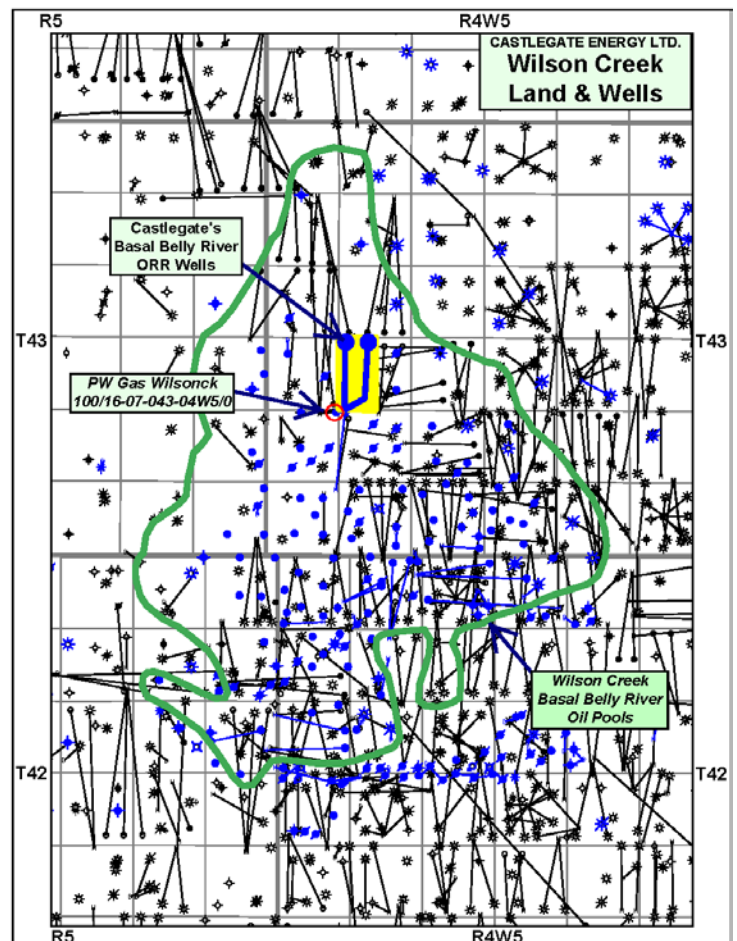 R5
R4W5
CASTLEGATE ENERGY LTD.
Wilson Creek
Land & Wells
Castlegate's
Basal Belly River
ORR Wells
T43
T43
PW Gas Wilsonck
100/16-07-043-04W5/0
Wilson Creek
Basal Belly River
Oil Pools
T42
T42
R5
R4W5